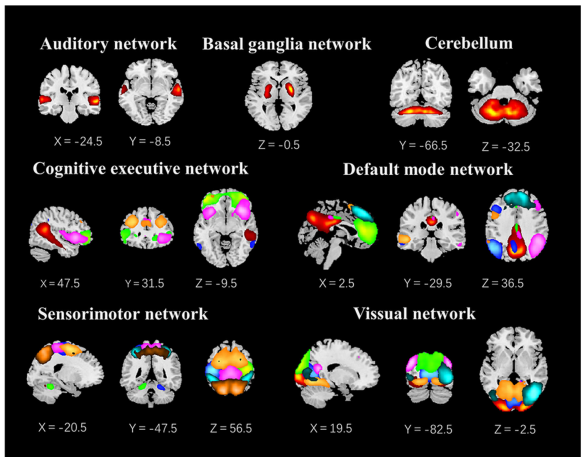 Auditory network Basal ganglia network Cerebellum
X = -24.5 Y = -8.5 Z = -0.5 Y = -66.5 Z = -32.5
Cognitive executive network Default mode network
X = 47.5 Y = 31.5 Z = -9.5 X = 2.5 Y = -29.5 Z = 36.5
Sensorimotor network Vissual network
X = -20.5 Y = -47.5 Z = 56.5 X = 19.5 Y = -82.5 Z = -2.5